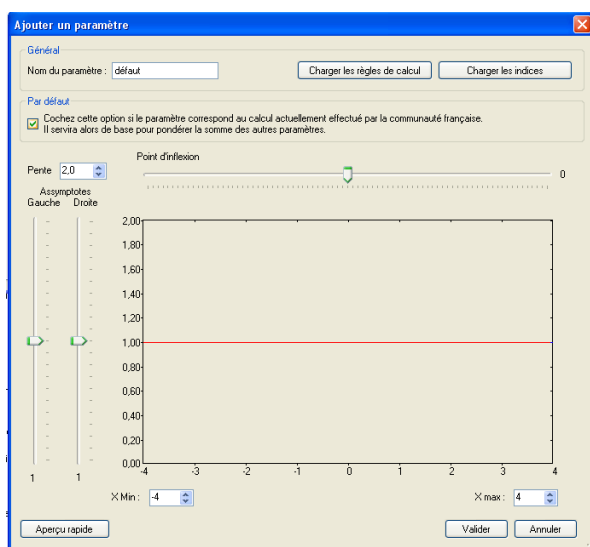 Ajouter un paramètre
Général
Nom du paramètre : défaut
Charger les règles de calcul
Charger les indices
Par défaut
Cochez cette option si le paramètre correspond au calcul actuellement effectué par la communauté française.
Il servira alors de base pour pondérer la somme des autres paramètres.
Point d'inflexion
Pente 2,0
0
Assymptotes
Gauche Droite
2,00
1,80
1,60
1,40
1,20
1,00
0,80
0,60
0,40
0,20
0,00
-4 -3 -2 -1 0 1 2 3 4
1 1
X Min : -4
X max : 4
Aperçu rapide
Valider
Annuler